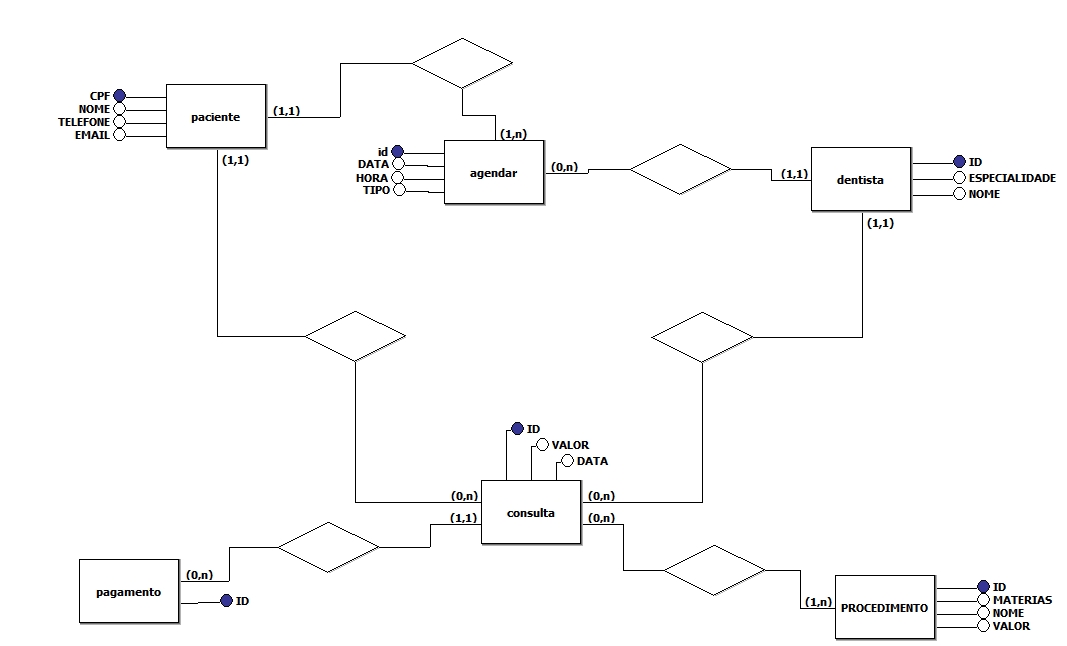 CPF
NOME
TELEFONE
EMAIL
paciente
(1,1)
(1,1)
(1,n)
id
DATA
HORA
TIPO
agendar
(0,n)
(1,1)
dentista
ID
ESPECIALIDADE
NOME
(1,1)
ID
VALOR
DATA
(0,n)
(0,n)
(1,1)
consulta
(0,n)
(0,n)
pagamento
ID
(1,n)
PROCEDIMENTO
ID
MATERIAS
NOME
VALOR